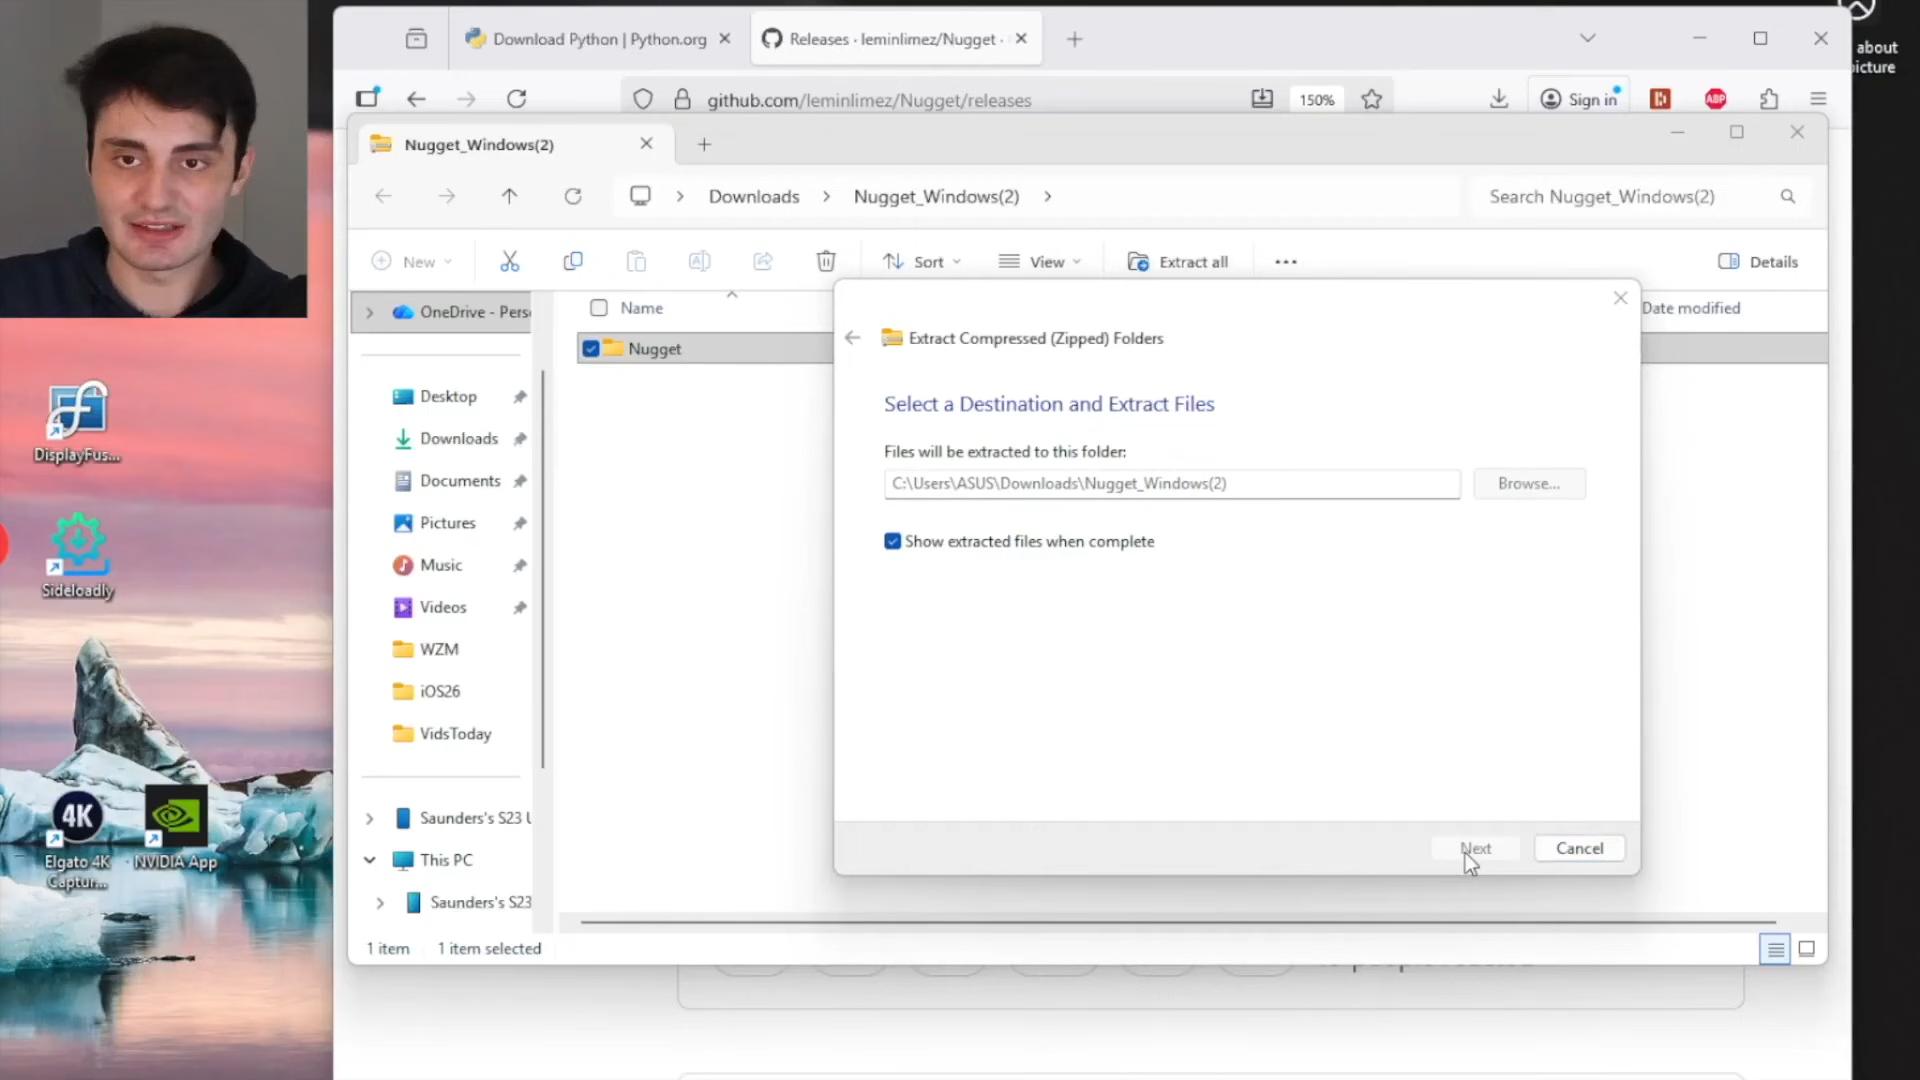 Download Python | Python.org
Releases · leminlimez/Nugget ·
about
picture
github.com/leminlimez/Nugget/releases
150%
Sign in
ABP
Nugget_Windows(2)
Downloads
Nugget_Windows(2)
Search Nugget_Windows(2)
New
Sort
View
Extract all
Details
OneDrive - Pers
Name
Date modified
Nugget
Extract Compressed (Zipped) Folders
Select a Destination and Extract Files
Files will be extracted to this folder:
C:\Users\ASUS\Downloads\Nugget_Windows(2)
Browse...
Show extracted files when complete
Next
Cancel
Desktop
Downloads
Documents
Pictures
Music
Videos
WZM
iOS26
VidsToday
Saunder's S23 U
This PC
Saunder's S23
1 item
1 item selected
DisplayFus...
Sideloadly
4K
Elgato 4K
Captur...
NVIDIA App